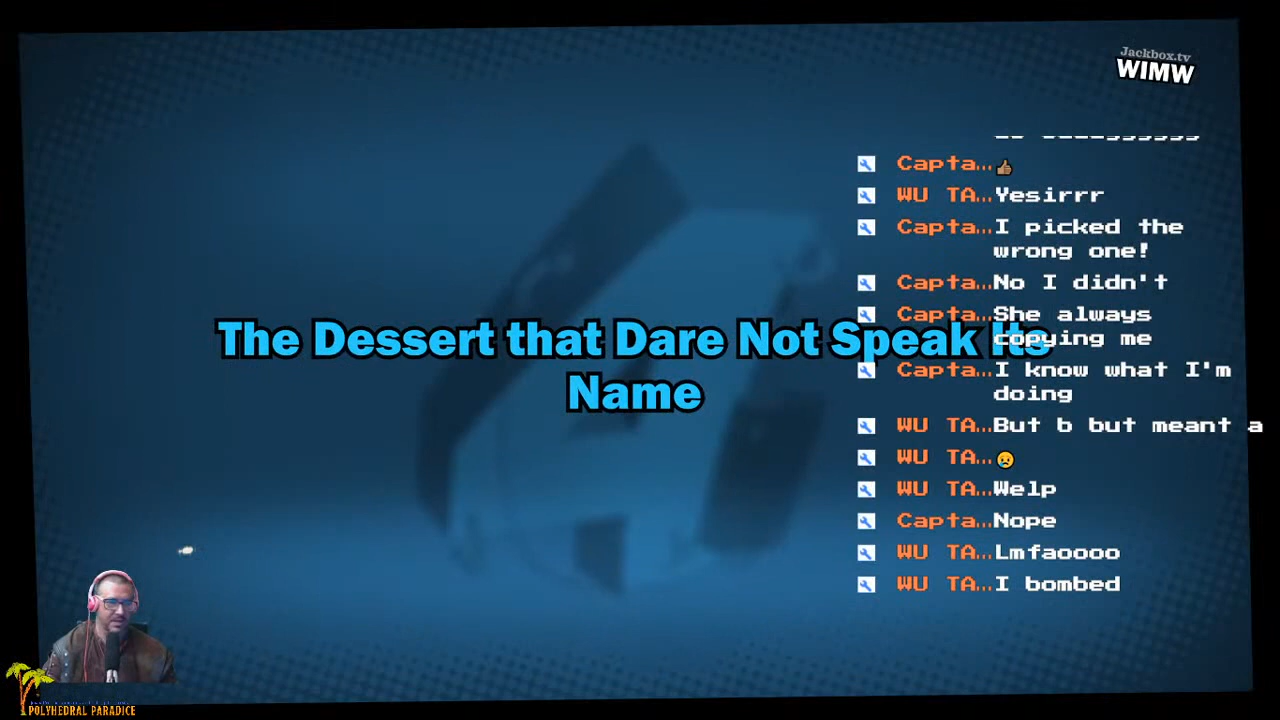 Jackbox.tv
WIMW
Capta...👍🏽
WU TA...Yesirrr
Capta...I picked the
wrong one!
Capta...No I didn't
Capta...She always
copying me
The Dessert that Dare Not Speak Its
Name
Capta...I know what I'm
doing
WU TA...But b but meant a
WU TA...😢
WU TA...Welp
Capta...Nope
WU TA...Lmfaoooo
WU TA...I bombed
POLYHEDRAL PARADICE